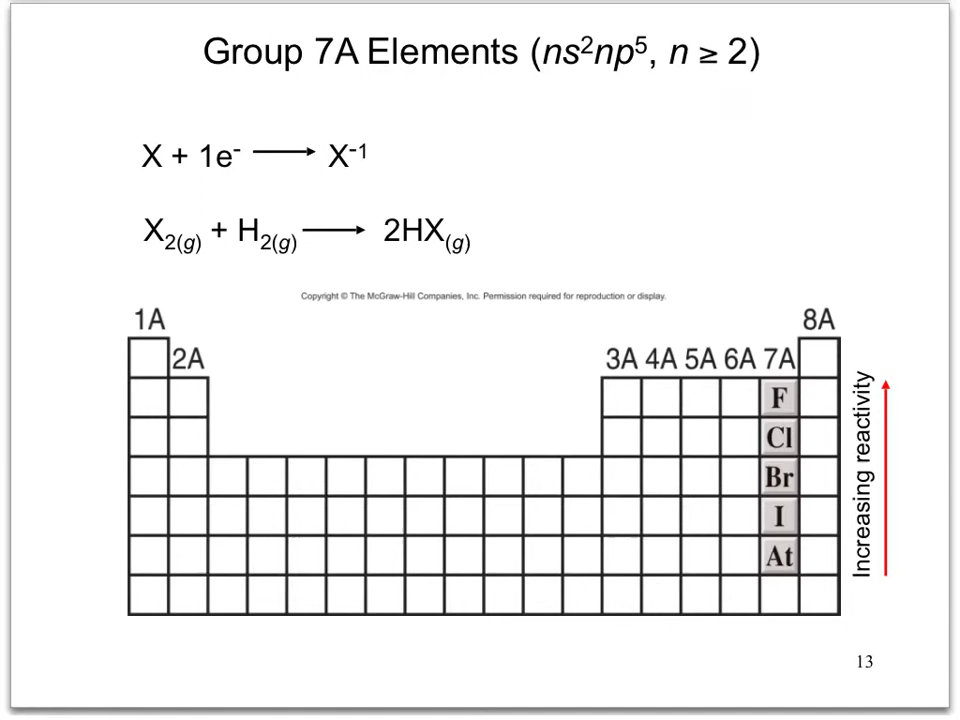 Group 7A Elements (ns²np⁵, n ≥ 2)
X + 1e⁻ ⟶ X⁻¹
X₂(g) + H₂(g) ⟶ 2HX(g)
Copyright © The McGraw-Hill Companies, Inc. Permission required for reproduction or display.
1A 8A
2A 3A 4A 5A 6A 7A
F
Cl
Br
I
At
Increasing reactivity
13